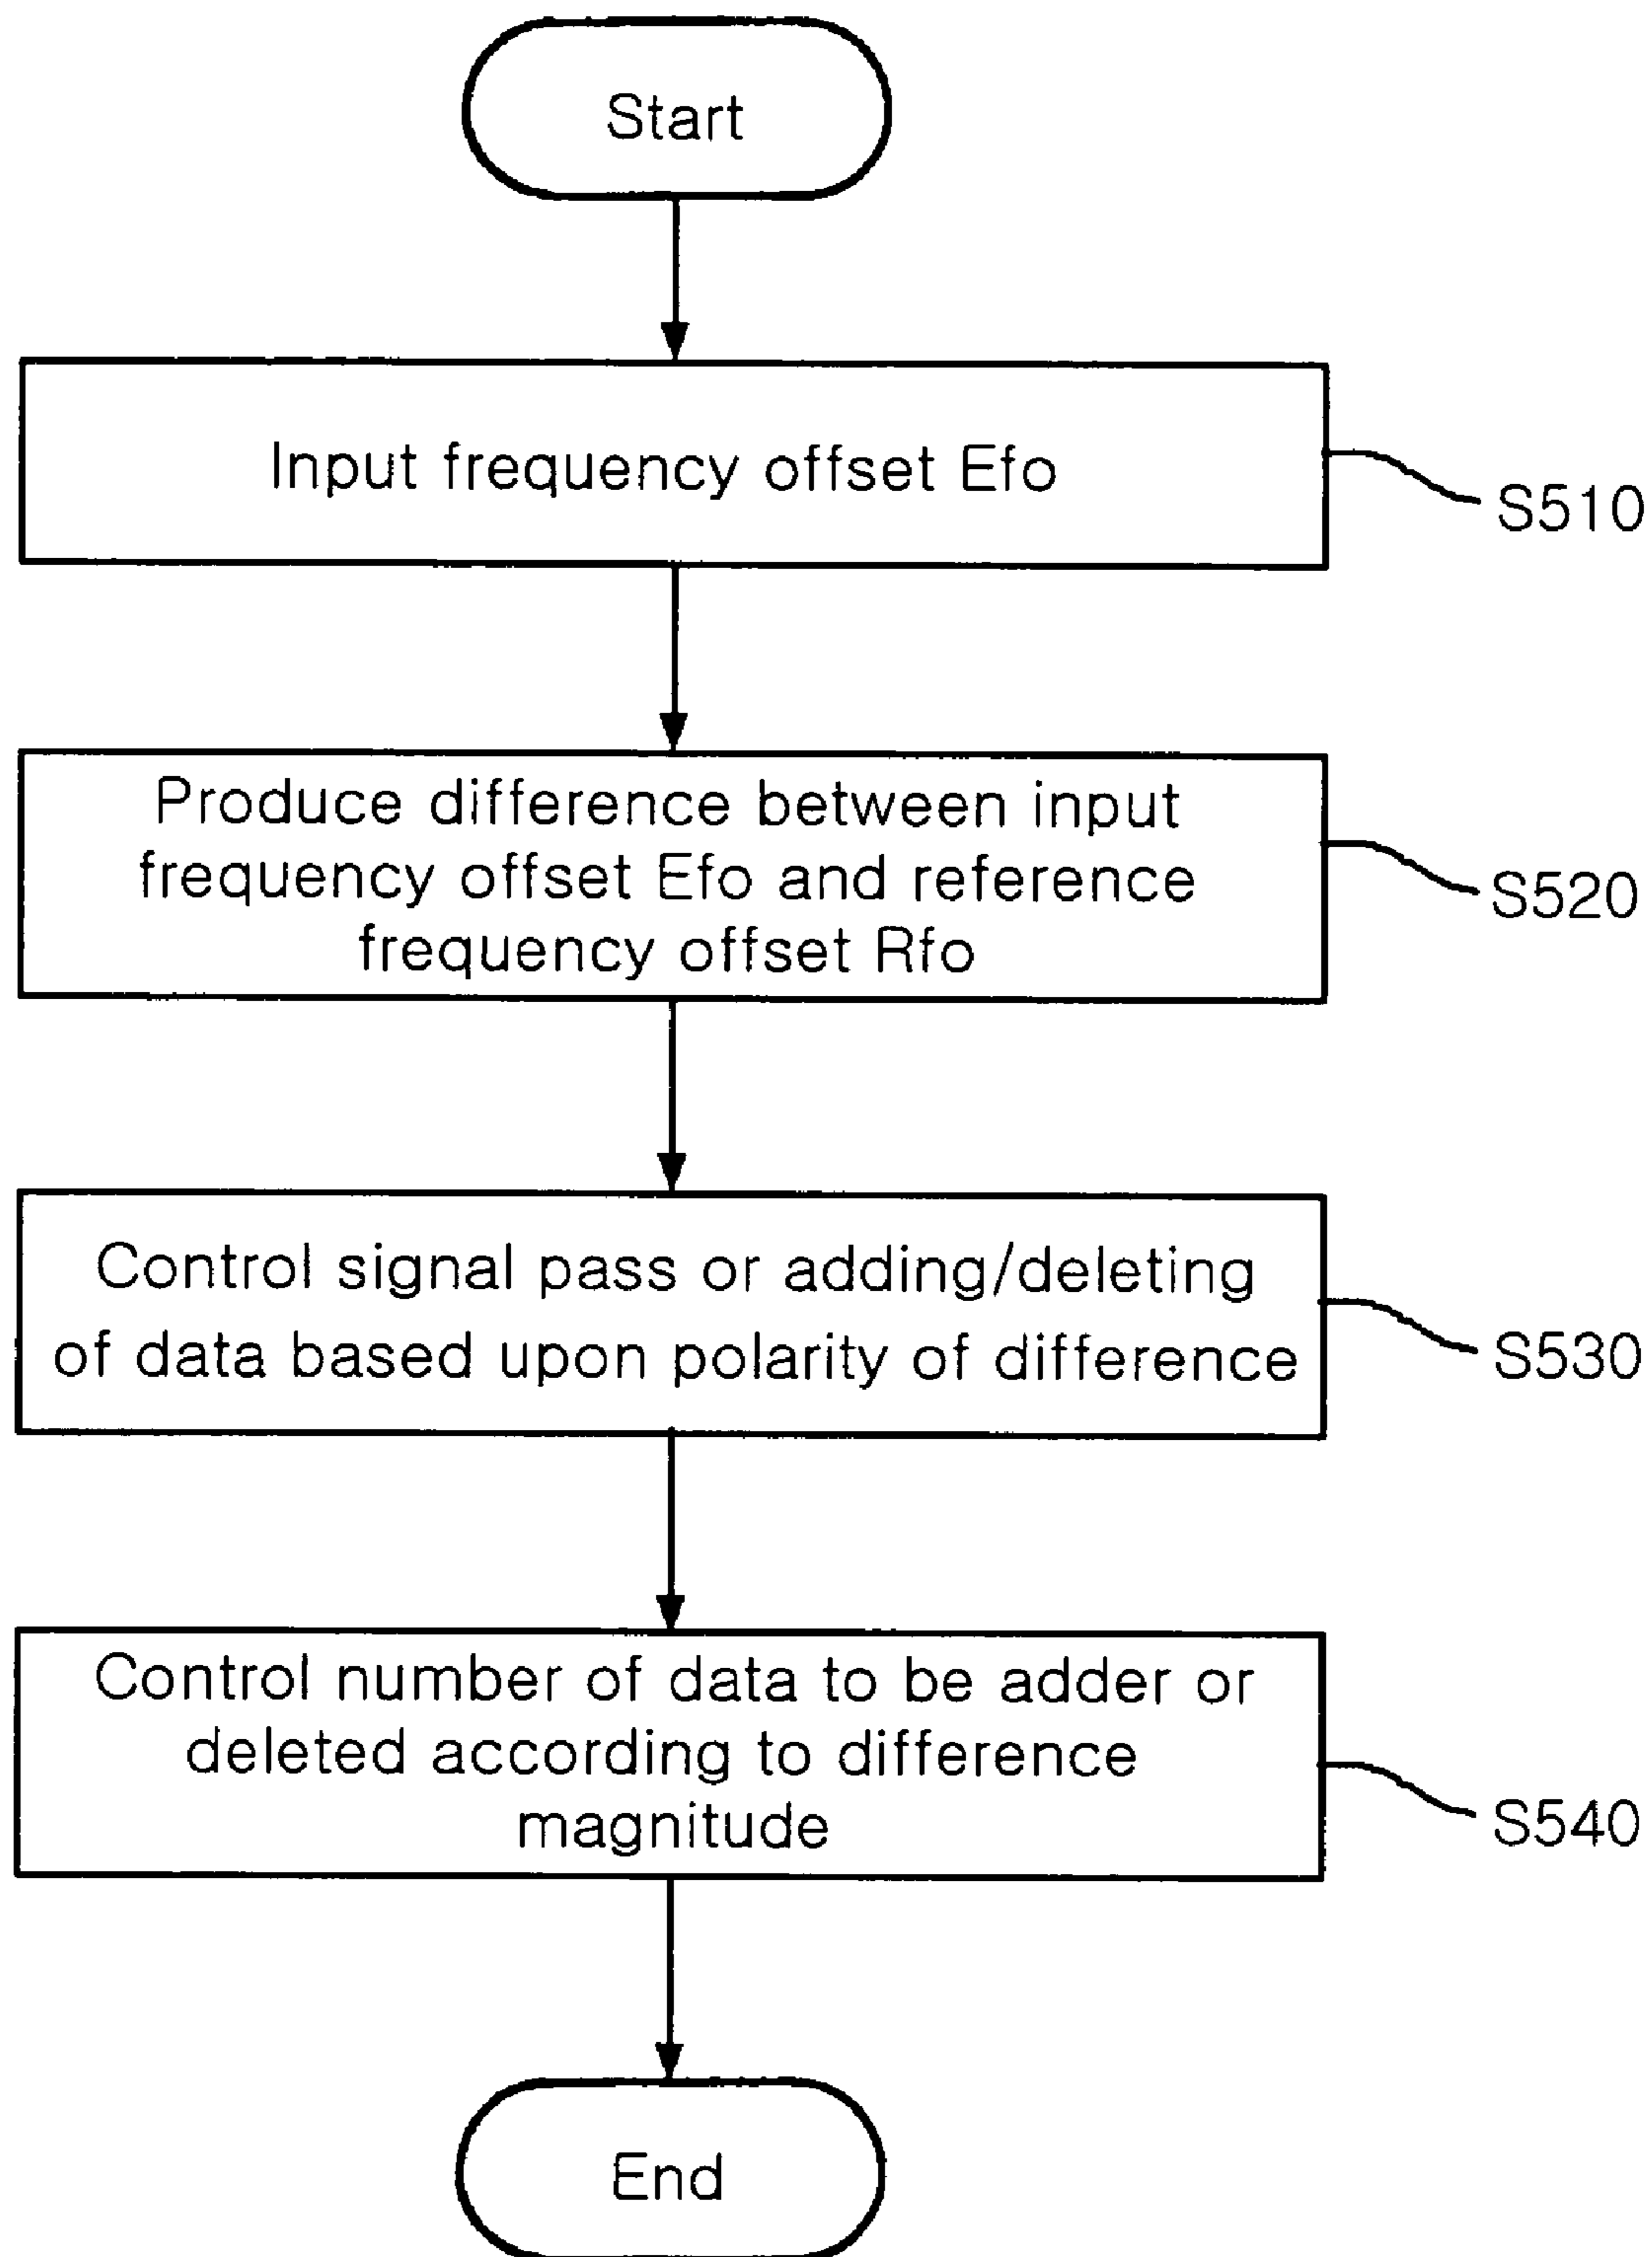 Start
Input frequency offset Efo
S510
Produce difference between input
frequency offset Efo and reference
frequency offset Rfo
S520
Control signal pass or adding/deleting
of data based upon polarity of difference
S530
Control number of data to be adder or
deleted according to difference
magnitude
S540
End